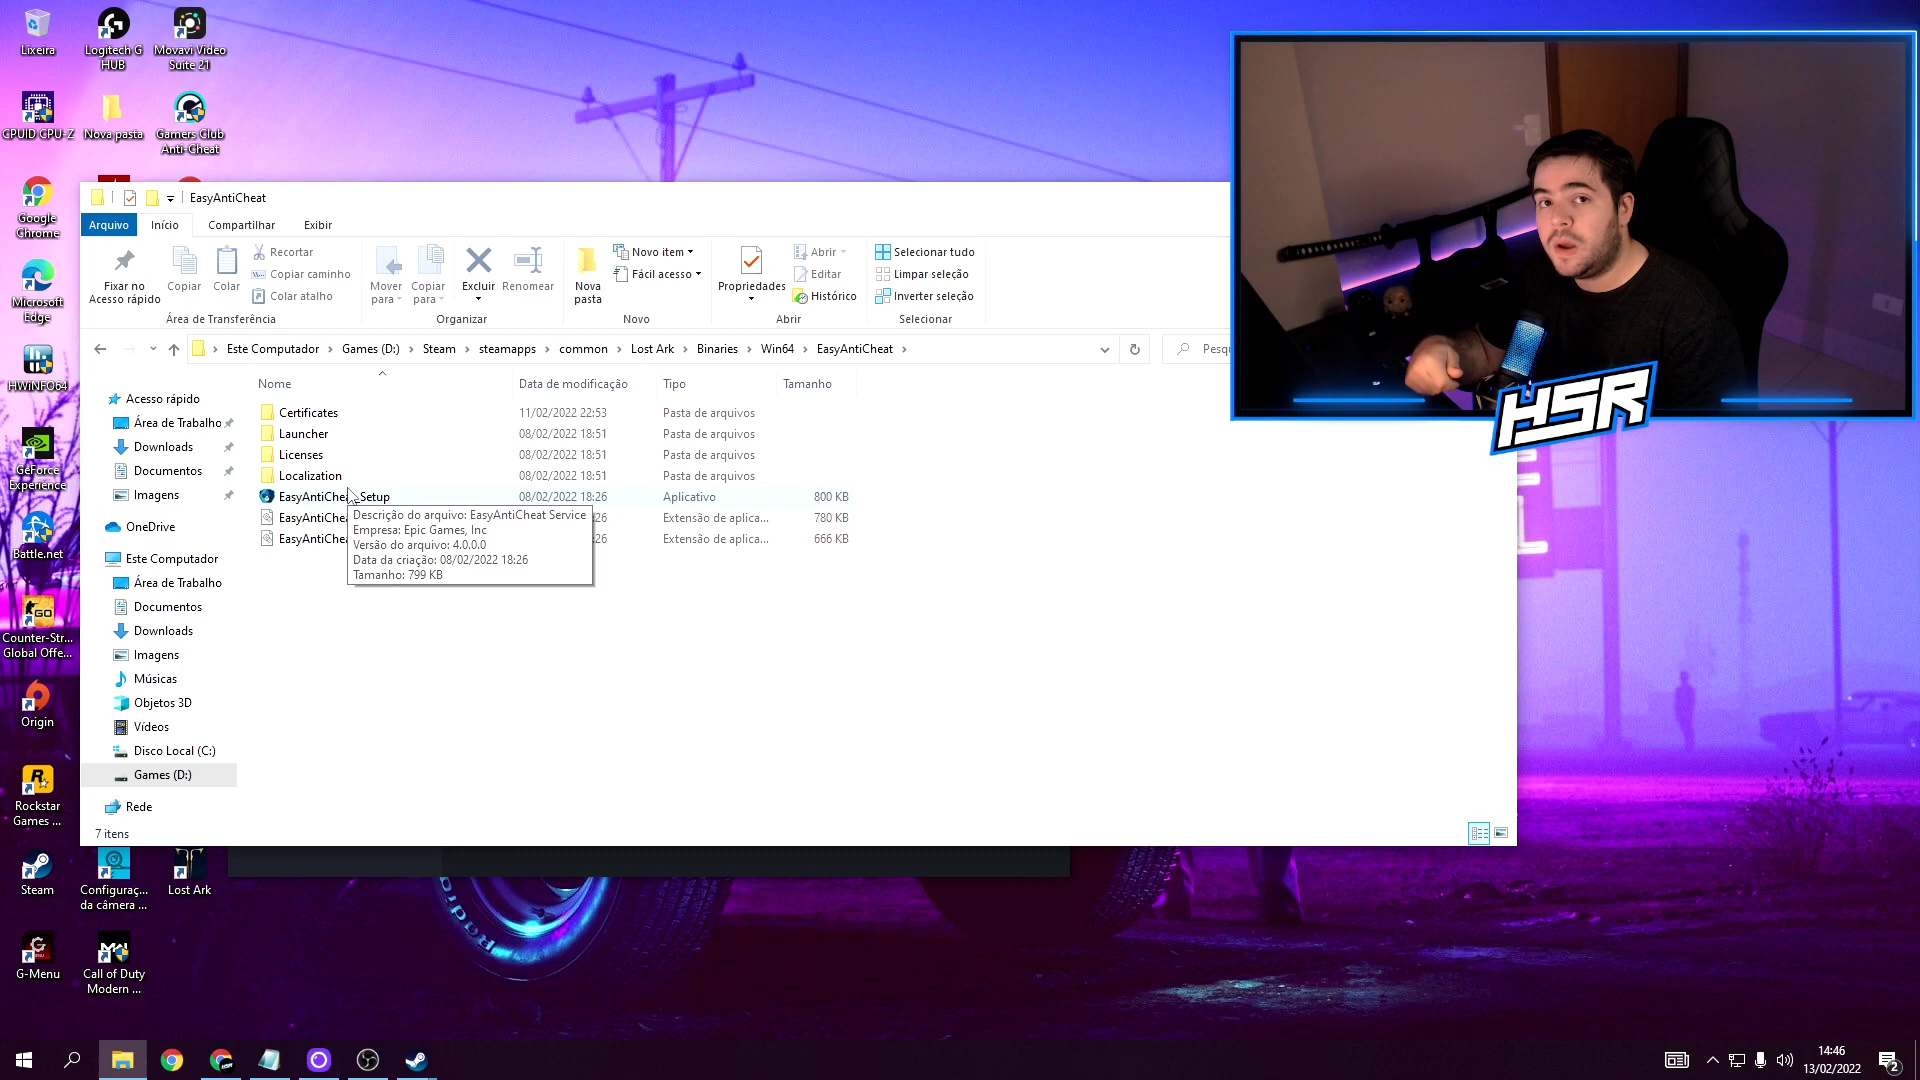 Lixeira
Logitech G
HUB
Movavi Video
Suite 21
CPUID CPU-Z
Nova pasta
Gamers Club
Anti-Cheat
Google
Chrome
Microsoft
Edge
HWiNFO64
GeForce
Experience
Battle.net
Counter-Str...
Global Offe...
Origin
Rockstar
Games ...
Steam
Configuraç...
da câmera ...
Lost Ark
G-Menu
Call of Duty
Modern ...
EasyAntiCheat
Arquivo
Início
Compartilhar
Exibir
Fixar no
Acesso rápido
Copiar
Colar
Recortar
Copiar caminho
Colar atalho
Área de Transferência
Mover
para
Copiar
para
Excluir
Renomear
Organizar
Nova
pasta
Novo item
Fácil acesso
Novo
Propriedades
Abrir
Editar
Histórico
Abrir
Selecionar tudo
Limpar seleção
Inverter seleção
Selecionar
Este Computador > Games (D:) > Steam > steamapps > common > Lost Ark > Binaries > Win64 > EasyAntiCheat >
Pesqu
Nome Data de modificação Tipo Tamanho
Certificates 11/02/2022 22:53 Pasta de arquivos
Launcher 08/02/2022 18:51 Pasta de arquivos
Licenses 08/02/2022 18:51 Pasta de arquivos
Localization 08/02/2022 18:51 Pasta de arquivos
EasyAntiChea_Setup 08/02/2022 18:26 Aplicativo 800 KB
EasyAntiChea :26 Extensão de aplica... 780 KB
EasyAntiChea :26 Extensão de aplica... 666 KB
Descrição do arquivo: EasyAntiCheat Service
Empresa: Epic Games, Inc
Versão do arquivo: 4.0.0.0
Data da criação: 08/02/2022 18:26
Tamanho: 799 KB
Acesso rápido
Área de Trabalho
Downloads
Documentos
Imagens
OneDrive
Este Computador
Área de Trabalho
Documentos
Downloads
Imagens
Músicas
Objetos 3D
Vídeos
Disco Local (C:)
Games (D:)
Rede
7 itens
HSR
14:46
13/02/2022
2